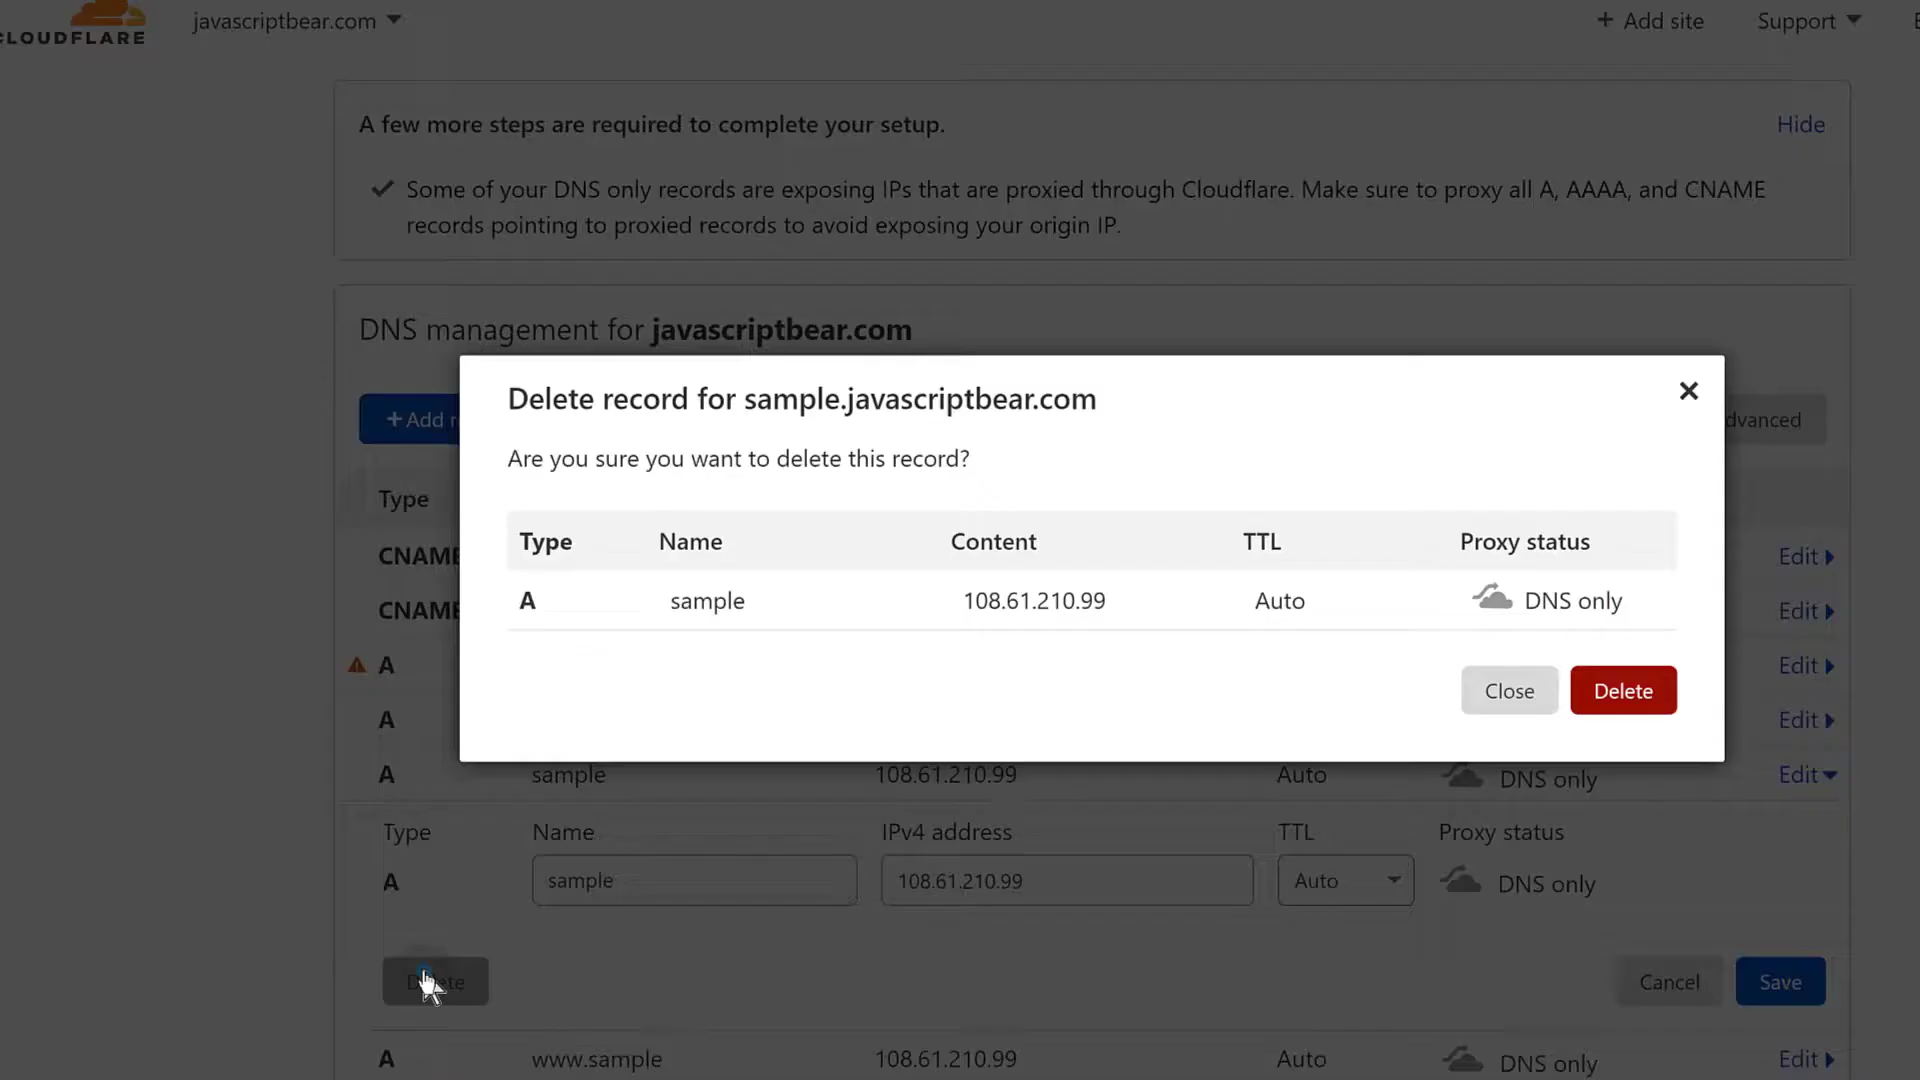 CLOUDFLARE
javascriptbear.com
+ Add site
Support
A few more steps are required to complete your setup.
Hide
Some of your DNS only records are exposing IPs that are proxied through Cloudflare. Make sure to proxy all A, AAAA, and CNAME
records pointing to proxied records to avoid exposing your origin IP.
DNS management for javascriptbear.com
+ Add
Delete record for sample.javascriptbear.com
Are you sure you want to delete this record?
Type
CNAME Edit
CNAME Edit
A Edit
A Edit
Type Name Content TTL Proxy status
A sample 108.61.210.99 Auto DNS only
Close Delete
A sample 108.61.210.99 Auto DNS only Edit
Type Name IPv4 address TTL Proxy status
A sample 108.61.210.99 Auto DNS only
Delete Cancel Save
A www.sample 108.61.210.99 Auto DNS only Edit